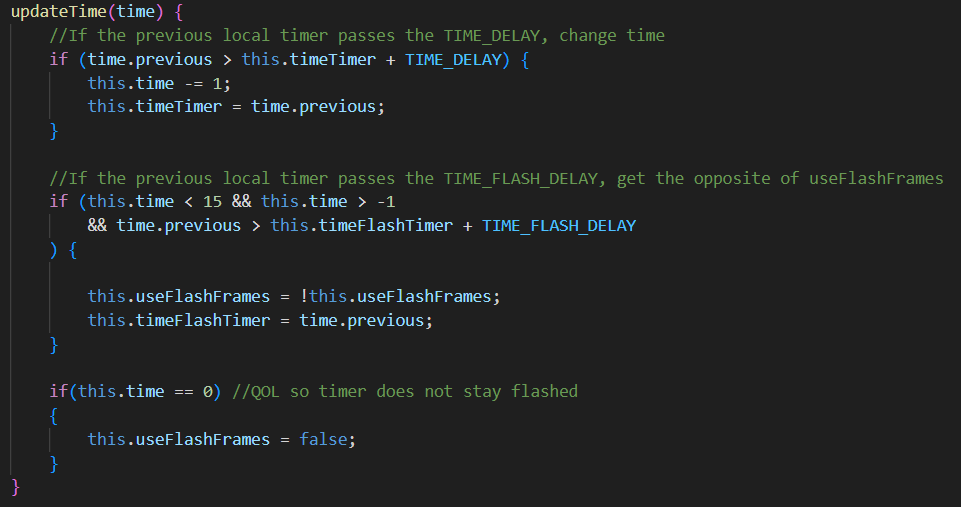 updateTime(time) {
    //If the previous local timer passes the TIME_DELAY, change time
    if (time.previous > this.timeTimer + TIME_DELAY) {
        this.time -= 1;
        this.timeTimer = time.previous;
    }

    //If the previous local timer passes the TIME_FLASH_DELAY, get the opposite of useFlashFrames
    if (this.time < 15 && this.time > -1
        && time.previous > this.timeFlashTimer + TIME_FLASH_DELAY
    ) {

        this.useFlashFrames = !this.useFlashFrames;
        this.timeFlashTimer = time.previous;
    }

    if(this.time == 0) //QOL so timer does not stay flashed
    {
        this.useFlashFrames = false;
    }
}